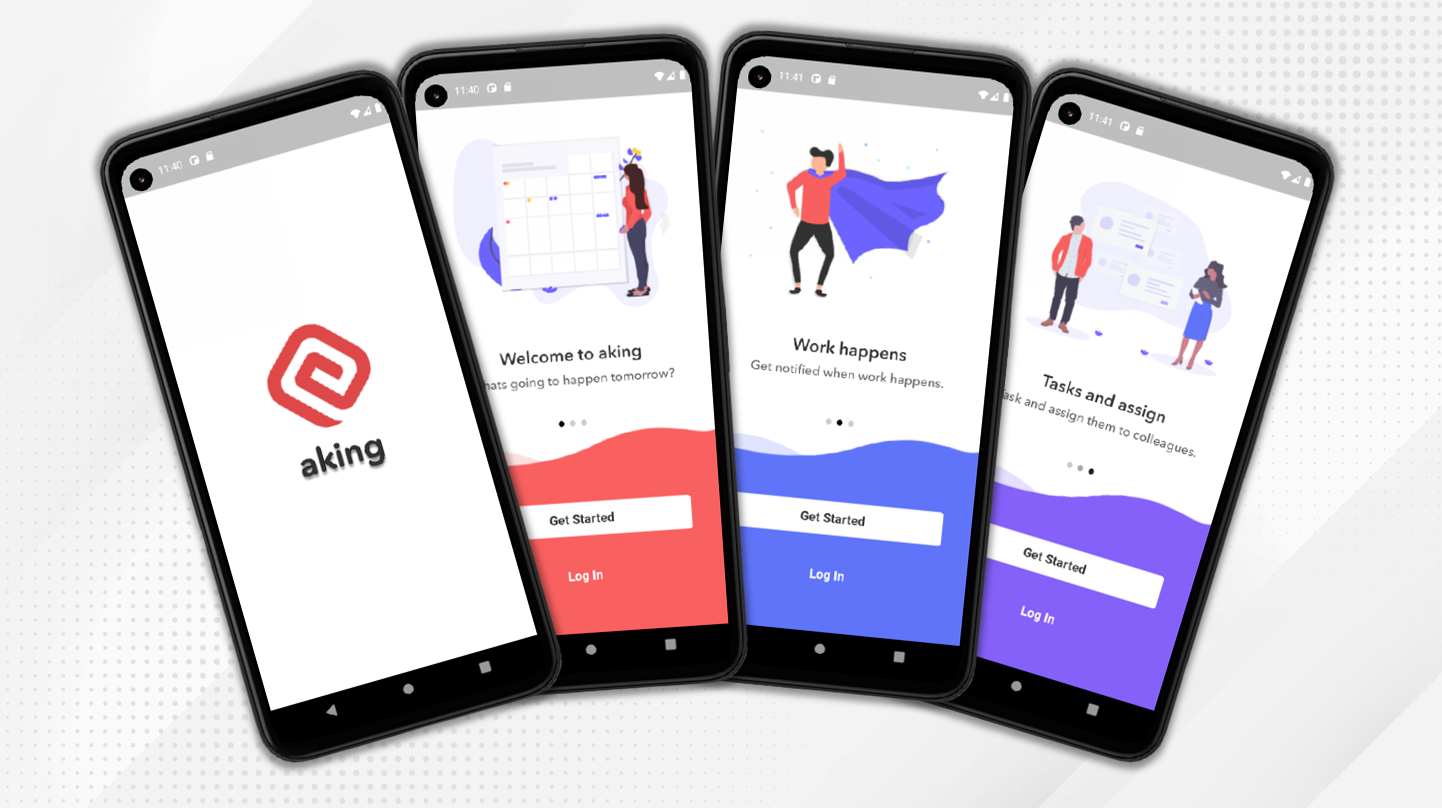 11:40
aking
11:40
Welcome to aking
hats going to happen tomorrow?
Get Started
Log In
11:41
Work happens
Get notified when work happens.
Get Started
Log In
11:41
Tasks and assign
ask and assign them to colleagues.
Get Started
Log In